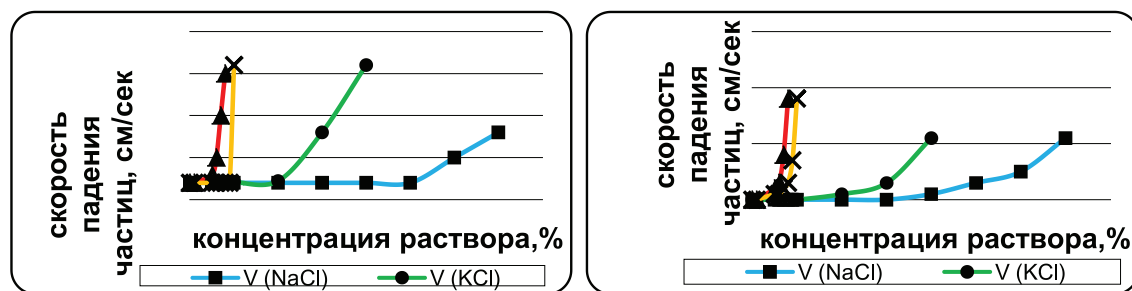 скорость
падения
частиц, см/сек
концентрация раствора,%
V (NaCl) V (KCl)
скорость
падения
частиц, см/сек
концентрация раствора,%
V (NaCl) V (KCl)